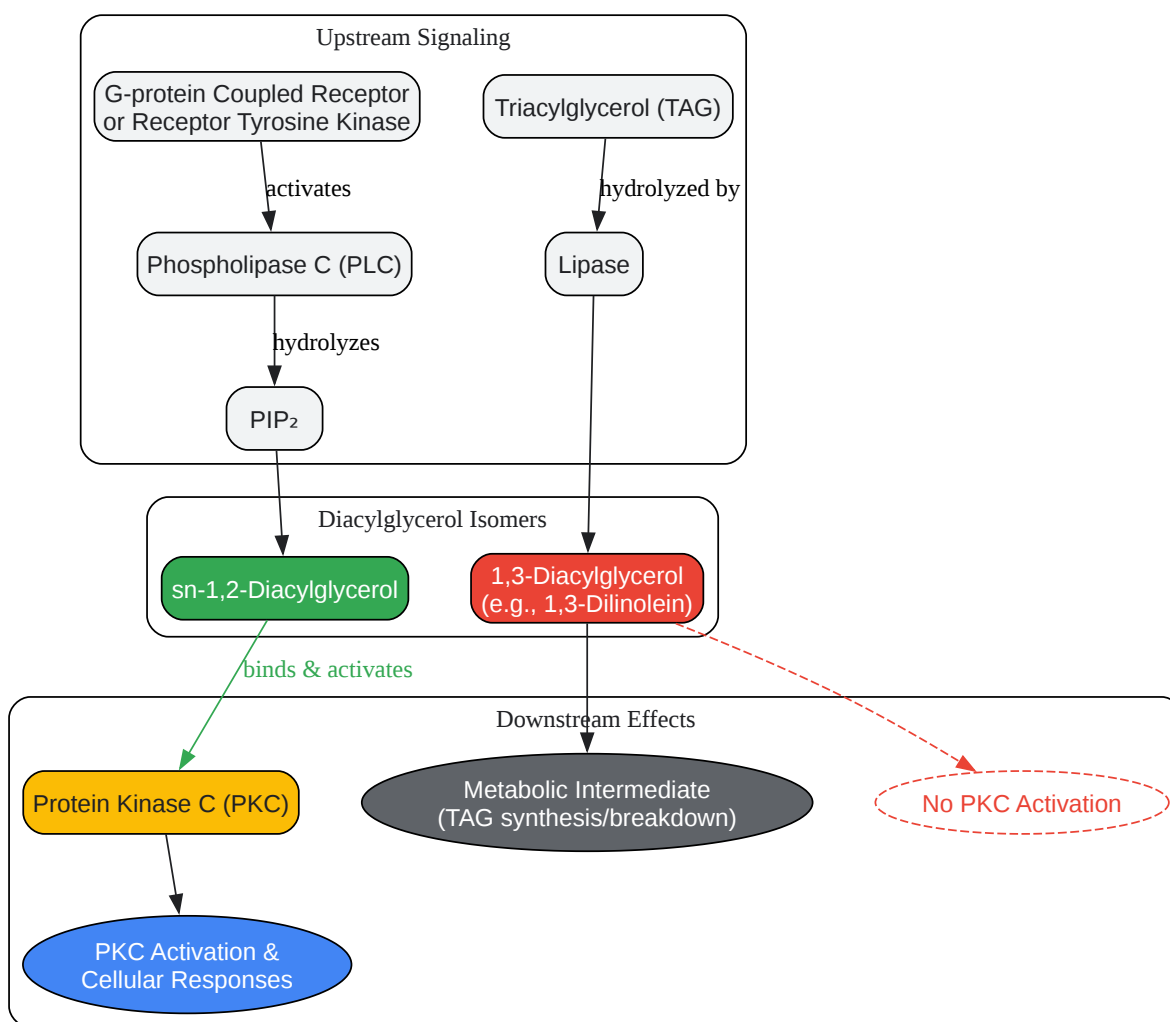 Upstream Signaling
G-protein Coupled Receptor
or Receptor Tyrosine Kinase
Triacylglycerol (TAG)
activates
hydrolyzed by
Phospholipase C (PLC)
Lipase
hydrolyzes
PIP₂
Diacylglycerol Isomers
sn-1,2-Diacylglycerol
1,3-Diacylglycerol
(e.g., 1,3-Dilinolein)
binds & activates
Downstream Effects
Protein Kinase C (PKC)
Metabolic Intermediate
(TAG synthesis/breakdown)
No PKC Activation
PKC Activation &
Cellular Responses